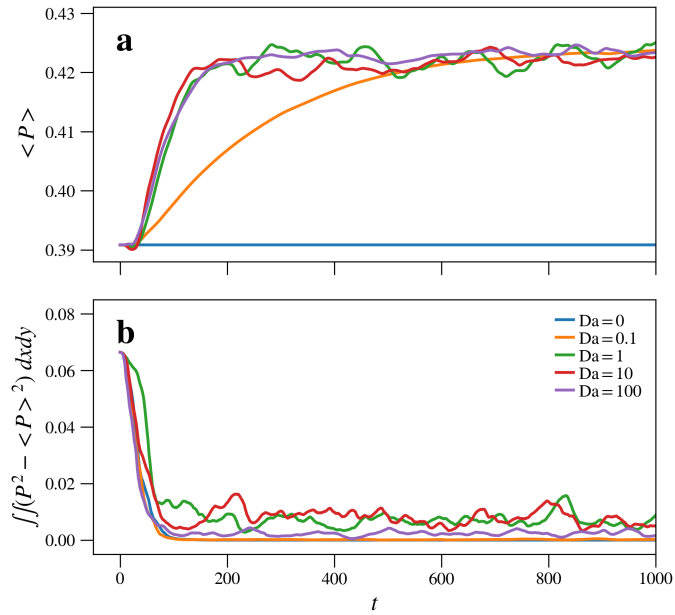 0.43
a
0.42
0.41
0.40
0.39
< P >
0.08
b
0.06
0.04
0.02
0.00
∫∫(P² − < P >²) dxdy
Da = 0
Da = 0.1
Da = 1
Da = 10
Da = 100
0 200 400 600 800 1000
t